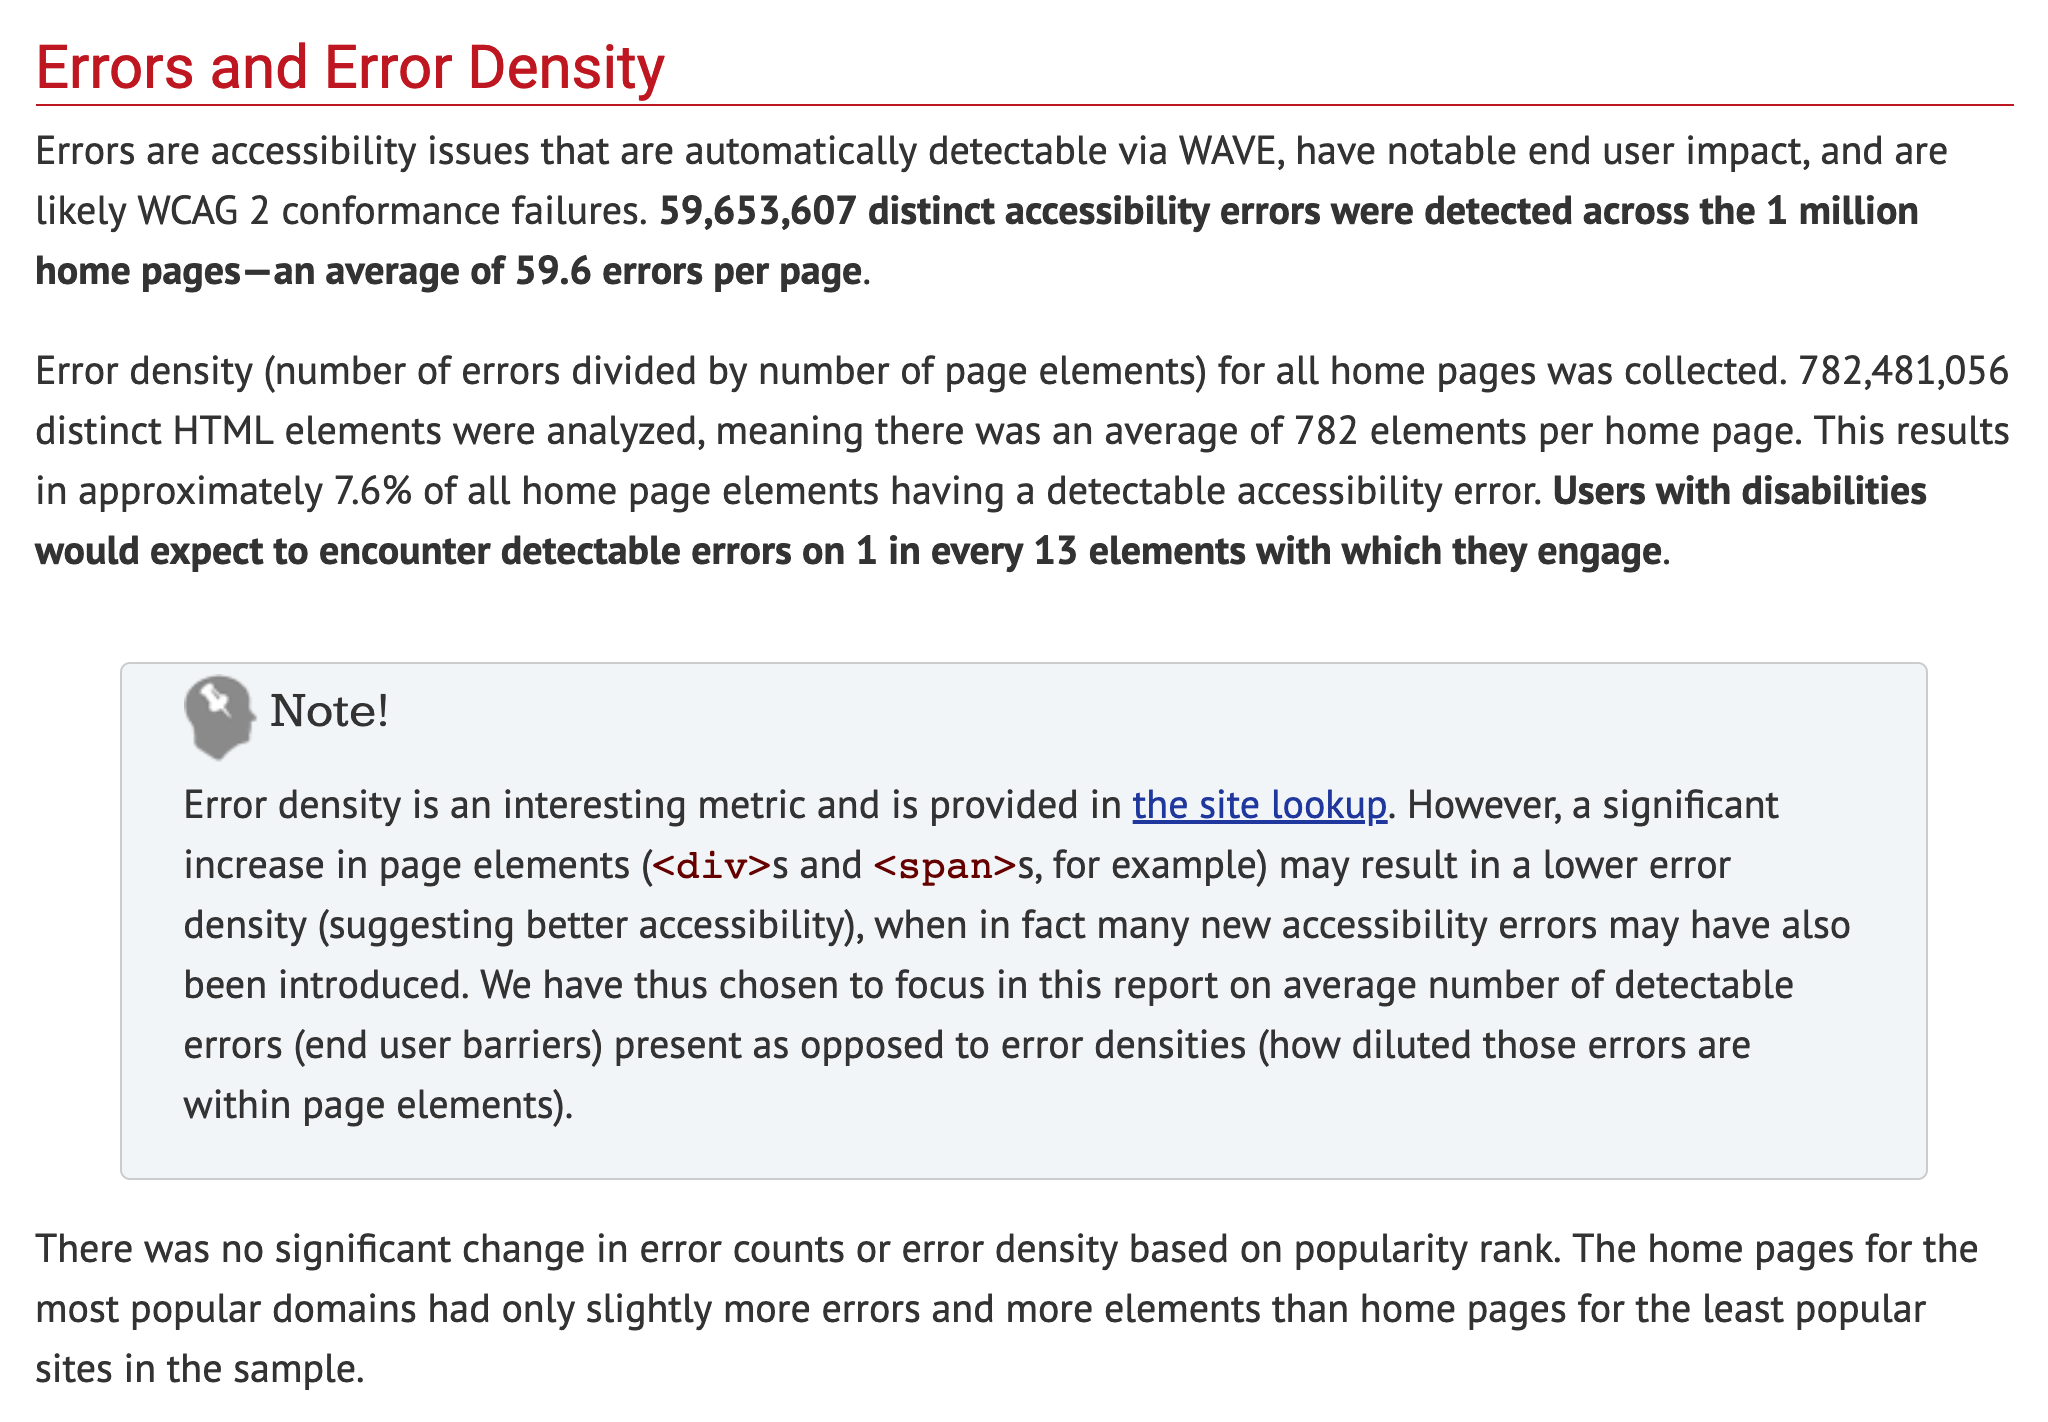 Errors and Error Density
Errors are accessibility issues that are automatically detectable via WAVE, have notable end user impact, and are
likely WCAG 2 conformance failures. 59,653,607 distinct accessibility errors were detected across the 1 million
home pages—an average of 59.6 errors per page.
Error density (number of errors divided by number of page elements) for all home pages was collected. 782,481,056
distinct HTML elements were analyzed, meaning there was an average of 782 elements per home page. This results
in approximately 7.6% of all home page elements having a detectable accessibility error. Users with disabilities
would expect to encounter detectable errors on 1 in every 13 elements with which they engage.
Note!
Error density is an interesting metric and is provided in the site lookup. However, a significant
increase in page elements (<div>s and <span>s, for example) may result in a lower error
density (suggesting better accessibility), when in fact many new accessibility errors may have also
been introduced. We have thus chosen to focus in this report on average number of detectable
errors (end user barriers) present as opposed to error densities (how diluted those errors are
within page elements).
There was no significant change in error counts or error density based on popularity rank. The home pages for the
most popular domains had only slightly more errors and more elements than home pages for the least popular
sites in the sample.